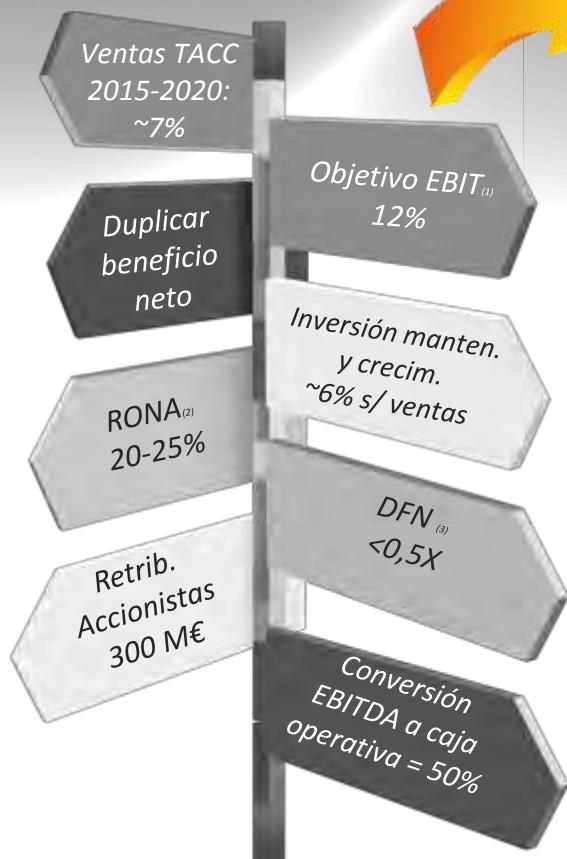 Ventas TACC
2015-2020:
~7%
Objetivo EBIT(1)
12%
Duplicar
beneficio
neto
Inversión manten.
y crecim.
~6% s/ ventas
RONA(2)
20-25%
DFN (3)
<0,5X
Retrib.
Accionistas
300 M€
Conversión
EBITDA a caja
operativa = 50%